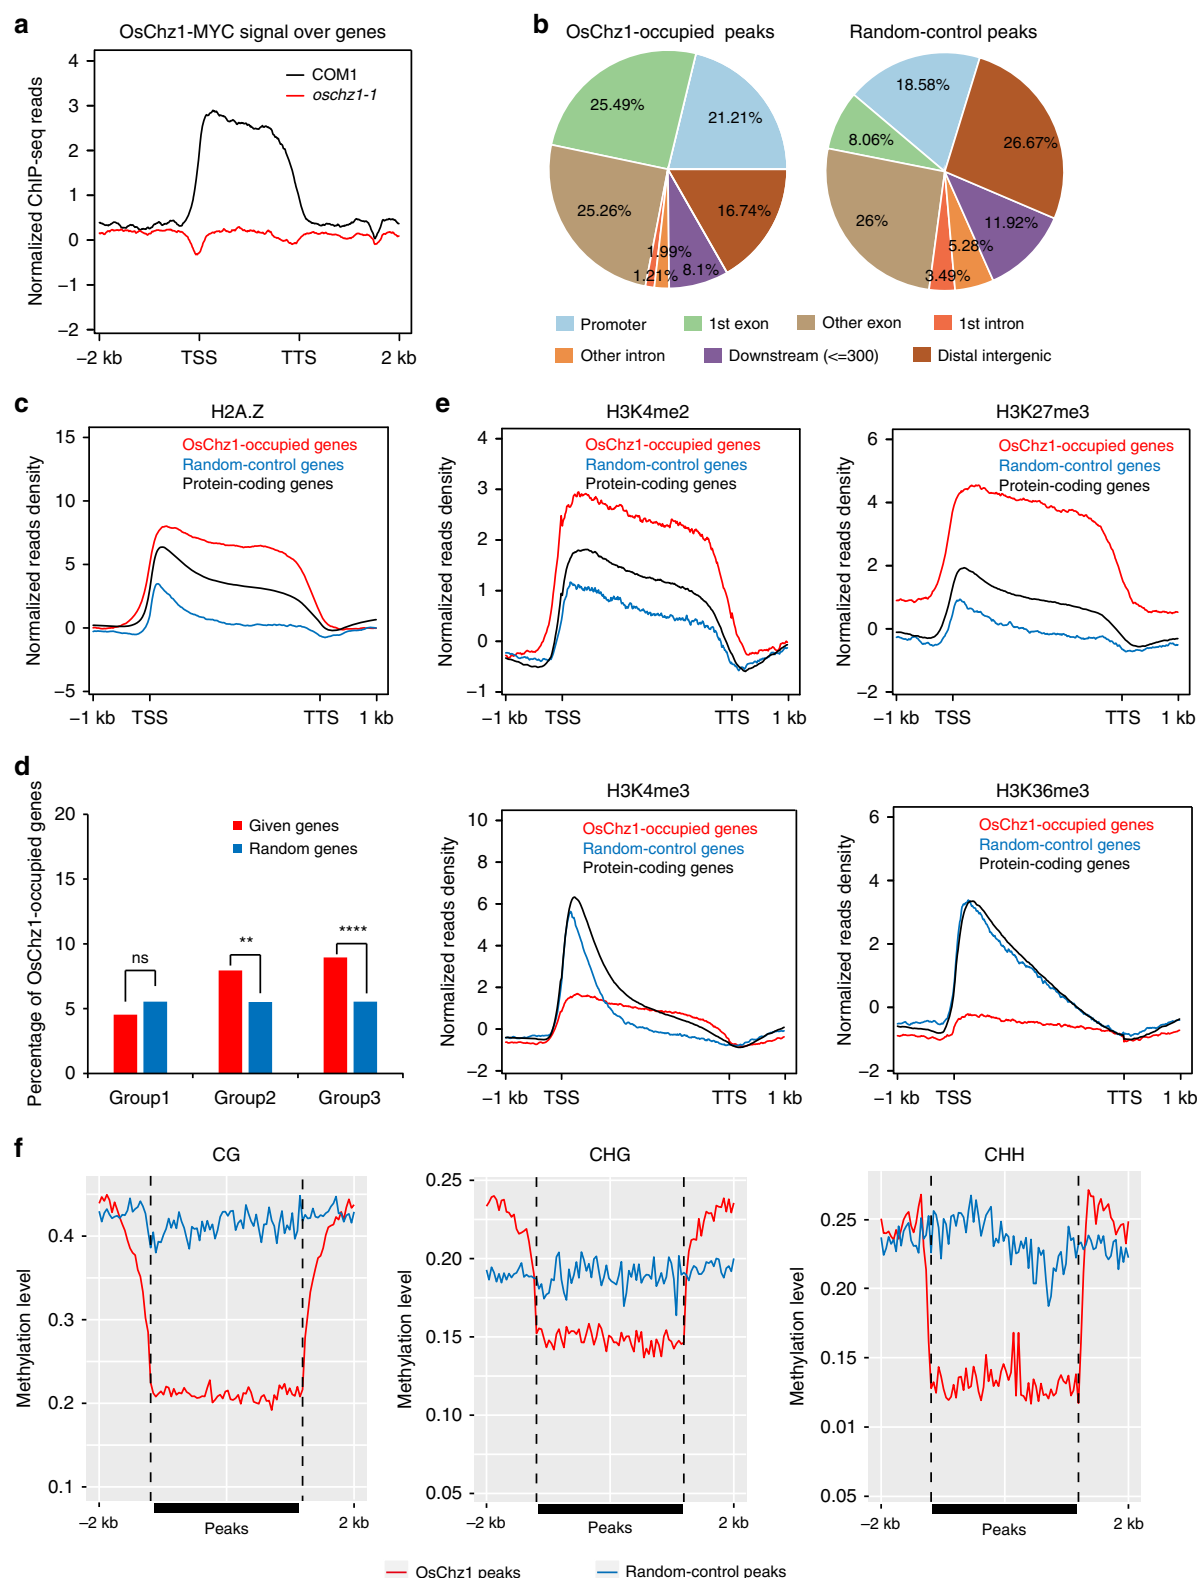 a
OsChz1-MYC signal over genes
Normalized ChIP-seq reads
4
3
2
1
0
−1
−2
COM1
oschz1-1
−2 kb TSS TTS 2 kb
b
OsChz1-occupied peaks
25.49%
21.21%
25.26%
16.74%
1.99%
1.21%
8.1%
Random-control peaks
18.58%
8.06%
26.67%
26%
11.92%
5.28%
3.49%
Promoter 1st exon Other exon 1st intron
Other intron Downstream (<=300) Distal intergenic
c
H2A.Z
Normalized reads density
15
10
5
0
−5
OsChz1-occupied genes
Random-control genes
Protein-coding genes
−1 kb TSS TTS 1 kb
e
H3K4me2
Normalized reads density
4
3
2
1
0
−1
OsChz1-occupied genes
Random-control genes
Protein-coding genes
−1 kb TSS TTS 1 kb
H3K27me3
Normalized reads density
6
4
2
0
−2
OsChz1-occupied genes
Random-control genes
Protein-coding genes
−1 kb TSS TTS 1 kb
d
Percentage of OsChz1-occupied genes
20
15
10
5
0
Given genes
Random genes
ns
**
****
Group1 Group2 Group3
H3K4me3
Normalized reads density
10
8
6
4
2
0
−2
OsChz1-occupied genes
Random-control genes
Protein-coding genes
−1 kb TSS TTS 1 kb
H3K36me3
Normalized reads density
6
4
2
0
−2
OsChz1-occupied genes
Random-control genes
Protein-coding genes
−1 kb TSS TTS 1 kb
f
CG
Methylation level
0.4
0.3
0.2
0.1
−2 kb Peaks 2 kb
CHG
Methylation level
0.25
0.20
0.15
0.10
0.05
−2 kb Peaks 2 kb
CHH
Methylation level
0.25
0.20
0.15
0.01
0.05
−2 kb Peaks 2 kb
OsChz1 peaks Random-control peaks